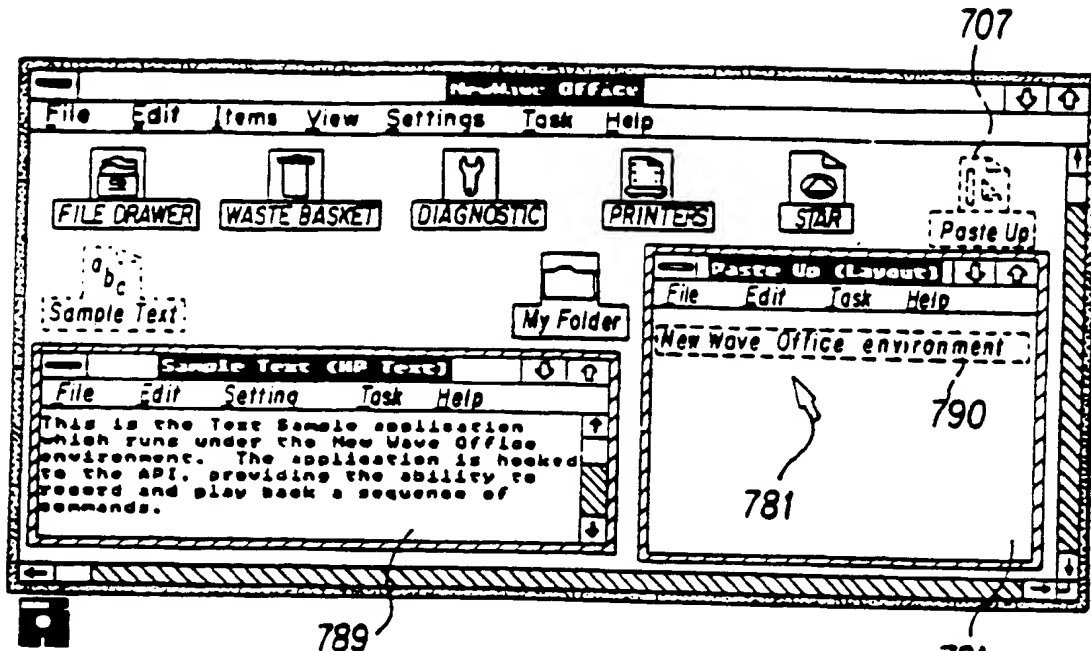 707
NewWave Office
File Edit Items View Settings Task Help
FILE DRAWER WASTE BASKET DIAGNOSTIC PRINTERS STAR Paste Up
abc
Sample Text
My Folder
Paste Up (Layout)
File Edit Task Help
New Wave Office environment
790
781
Sample Text (HP Text)
File Edit Setting Task Help
This is the Text Sample application
which runs under the New Wave Office
environment. The application is hooked
to the API, providing the ability to
record and play back a sequence of
commands.
789